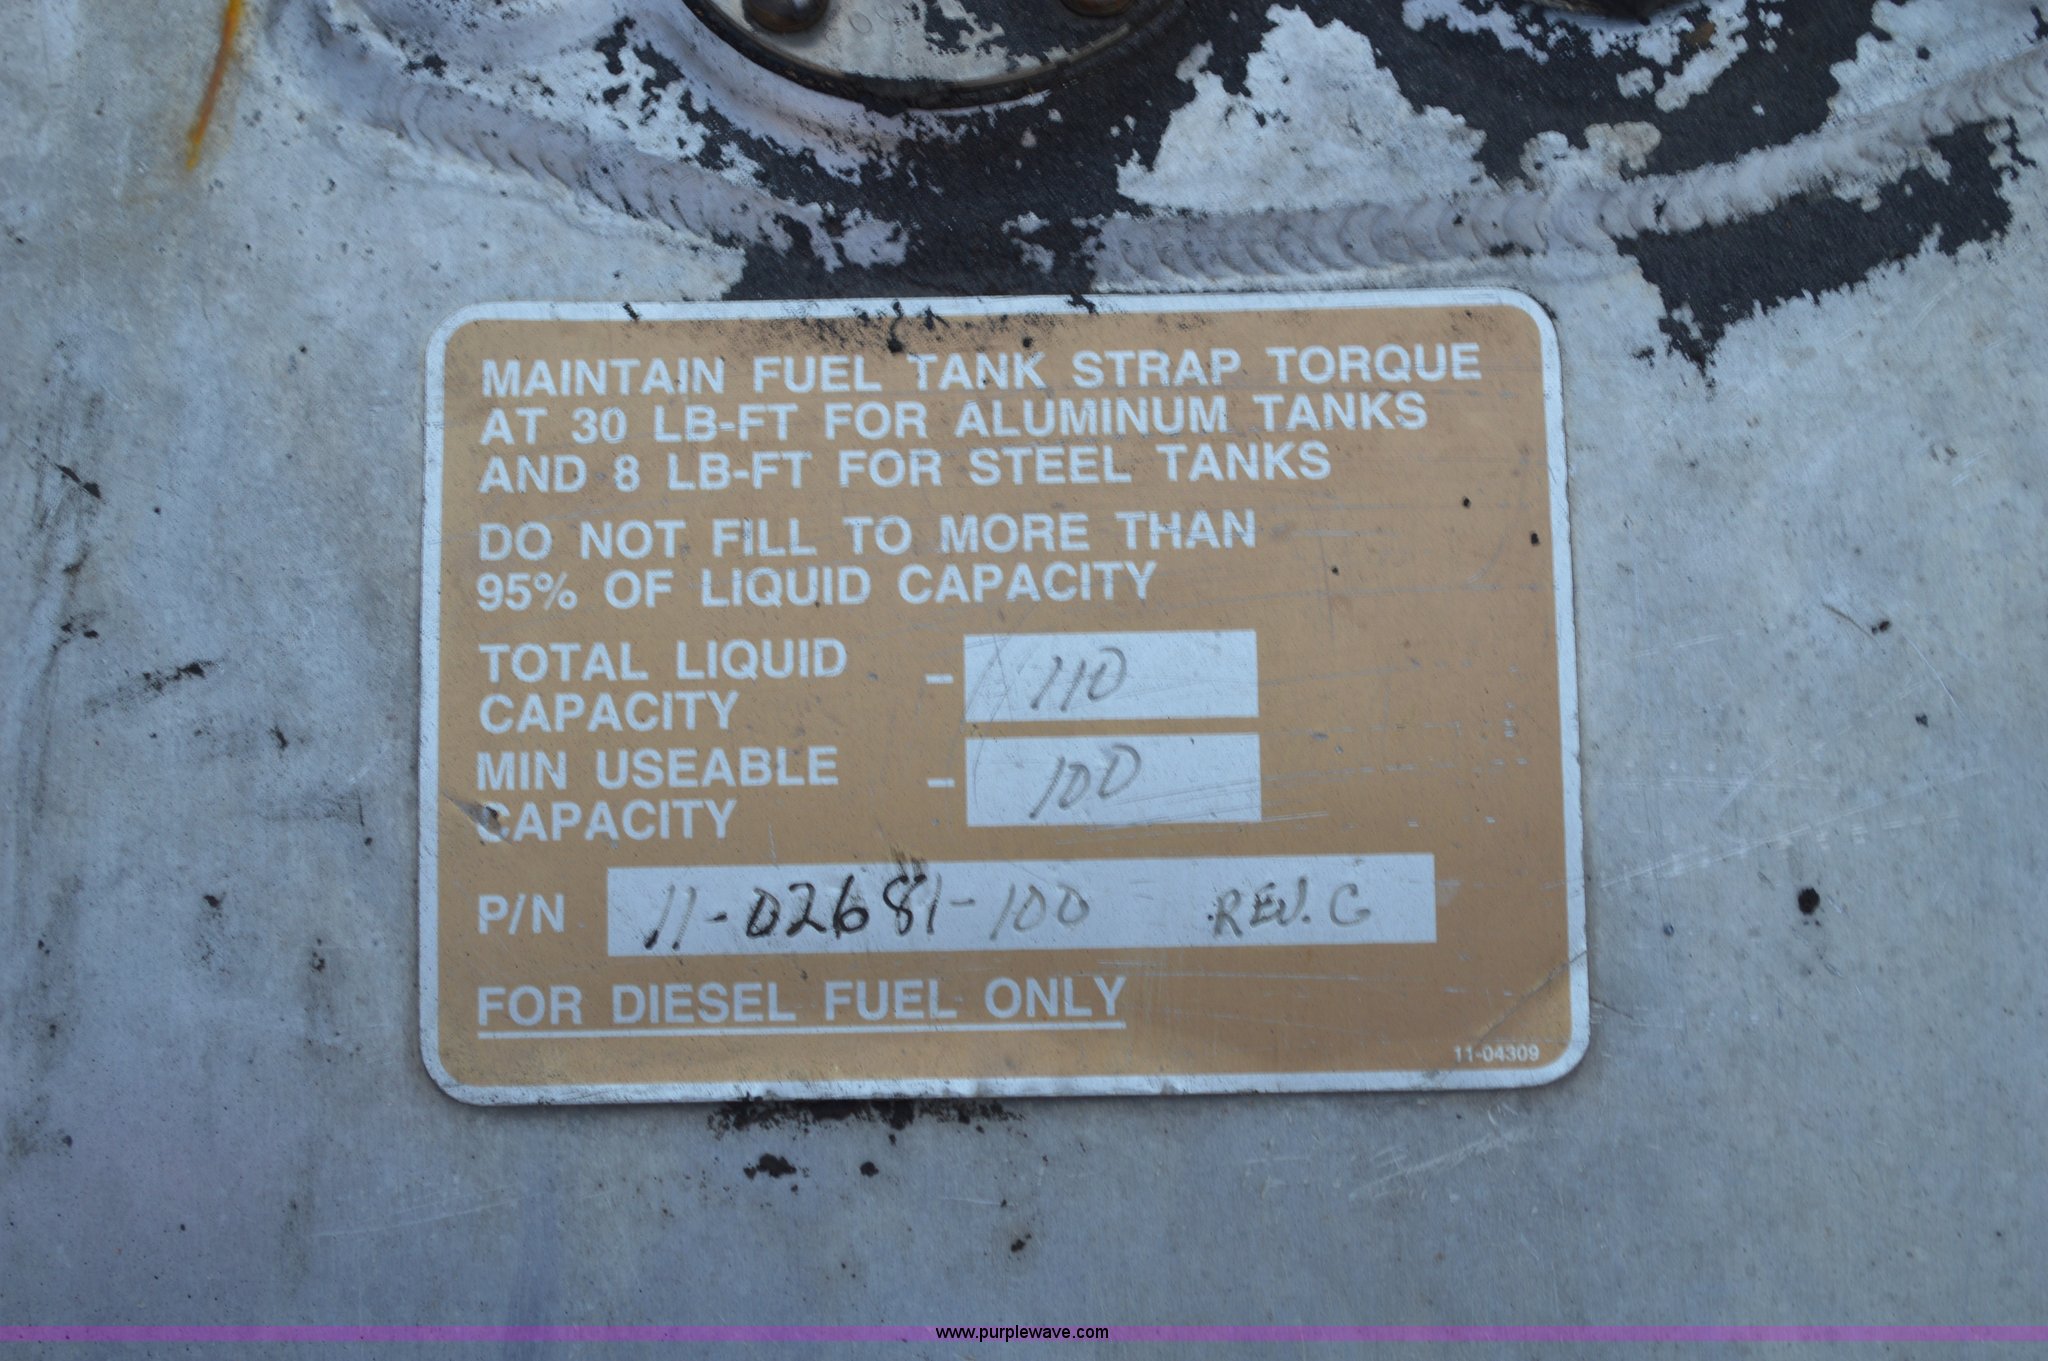 MAINTAIN FUEL TANK STRAP TORQUE
AT 30 LB-FT FOR ALUMINUM TANKS
AND 8 LB-FT FOR STEEL TANKS
DO NOT FILL TO MORE THAN
95% OF LIQUID CAPACITY
TOTAL LIQUID
CAPACITY - 110
MIN USEABLE
CAPACITY - 100
P/N 11-02681-100 REV. G
FOR DIESEL FUEL ONLY
11-04309
www.purplewave.com